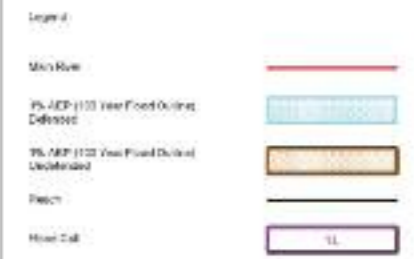 Legend
Main River
1% AEP (100 Year Flood Outline)
Defended
1% AEP (100 Year Flood Outline)
Undefended
Reach
Flood Cell